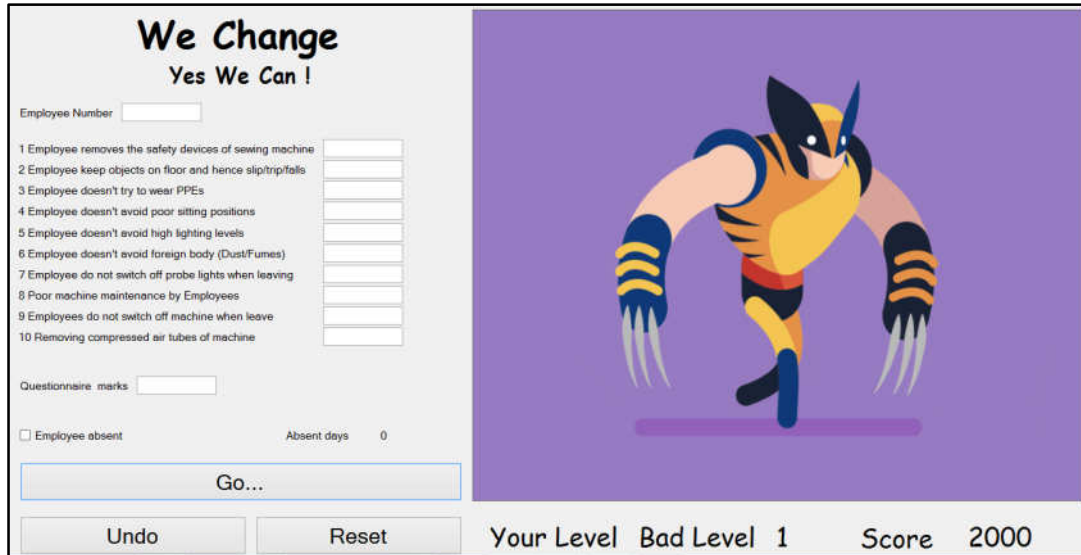 We Change
Yes We Can !
Employee Number
1 Employee removes the safety devices of sewing machine
2 Employee keep objects on floor and hence slip/trip/falls
3 Employee doesn't try to wear PPEs
4 Employee doesn't avoid poor sitting positions
5 Employee doesn't avoid high lighting levels
6 Employee doesn't avoid foreign body (Dust/Fumes)
7 Employee do not switch off probe lights when leaving
8 Poor machine maintenance by Employees
9 Employees do not switch off machine when leave
10 Removing compressed air tubes of machine
Questionnaire marks
Employee absent Absent days 0
Go...
Undo Reset
Your Level Bad Level 1 Score 2000